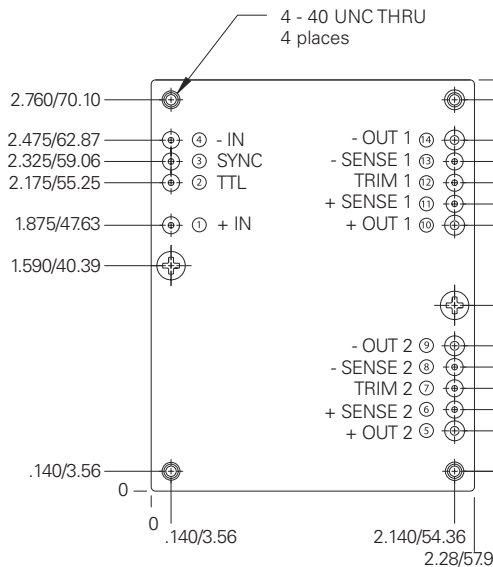 4 - 40 UNC THRU
4 places
2.760/70.10
2.475/62.87 ④ - IN - OUT 1 ⑭
2.325/59.06 ③ SYNC - SENSE 1 ⑬
2.175/55.25 ② TTL TRIM 1 ⑫
+ SENSE 1 ⑪
1.875/47.63 ① + IN + OUT 1 ⑩
1.590/40.39
- OUT 2 ⑨
- SENSE 2 ⑧
TRIM 2 ⑦
+ SENSE 2 ⑥
+ OUT 2 ⑤
.140/3.56
0
0
.140/3.56 2.140/54.36
2.28/57.9